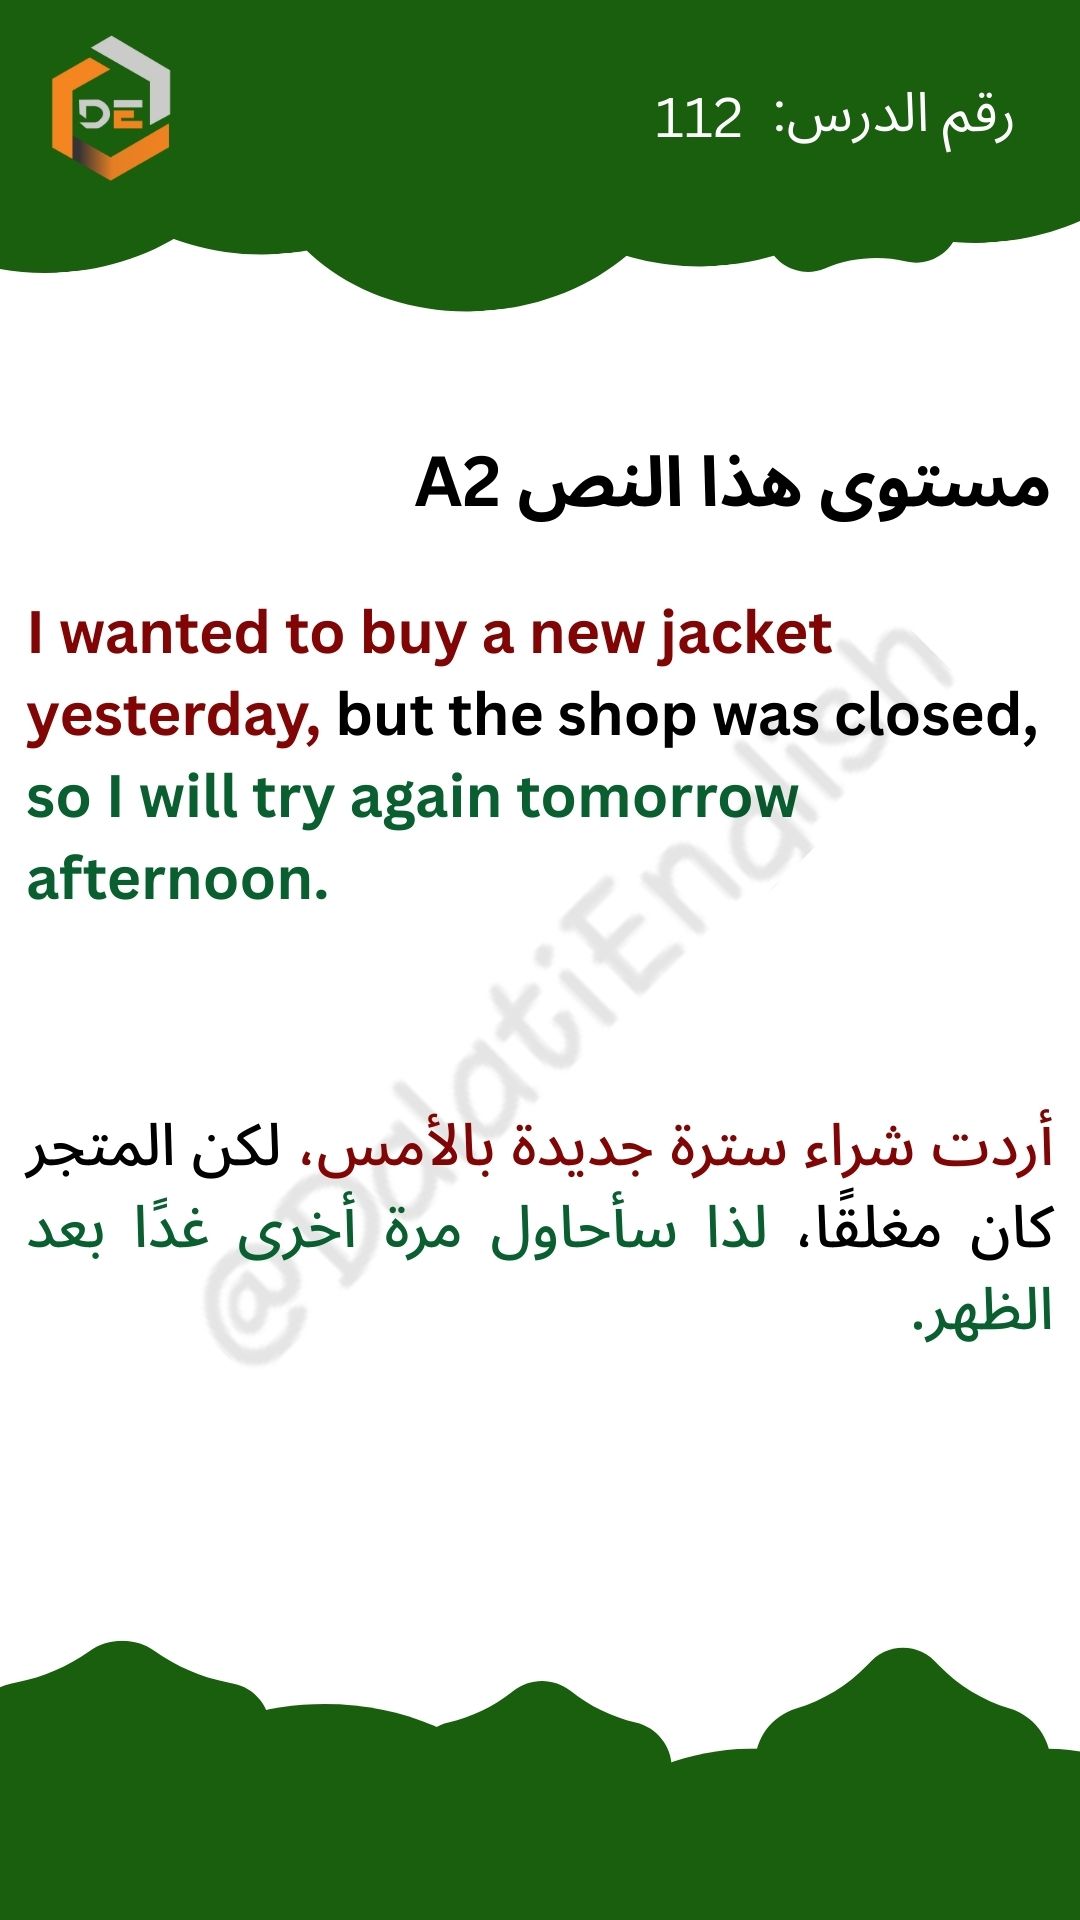 DE
رقم الدرس: 112
مستوى هذا النص A2
I wanted to buy a new jacket
yesterday, but the shop was closed,
so I will try again tomorrow
afternoon.
@DalatiEnglish
أردت شراء سترة جديدة بالأمس، لكن المتجر
كان مغلقًا، لذا سأحاول مرة أخرى غدًا بعد
الظهر.